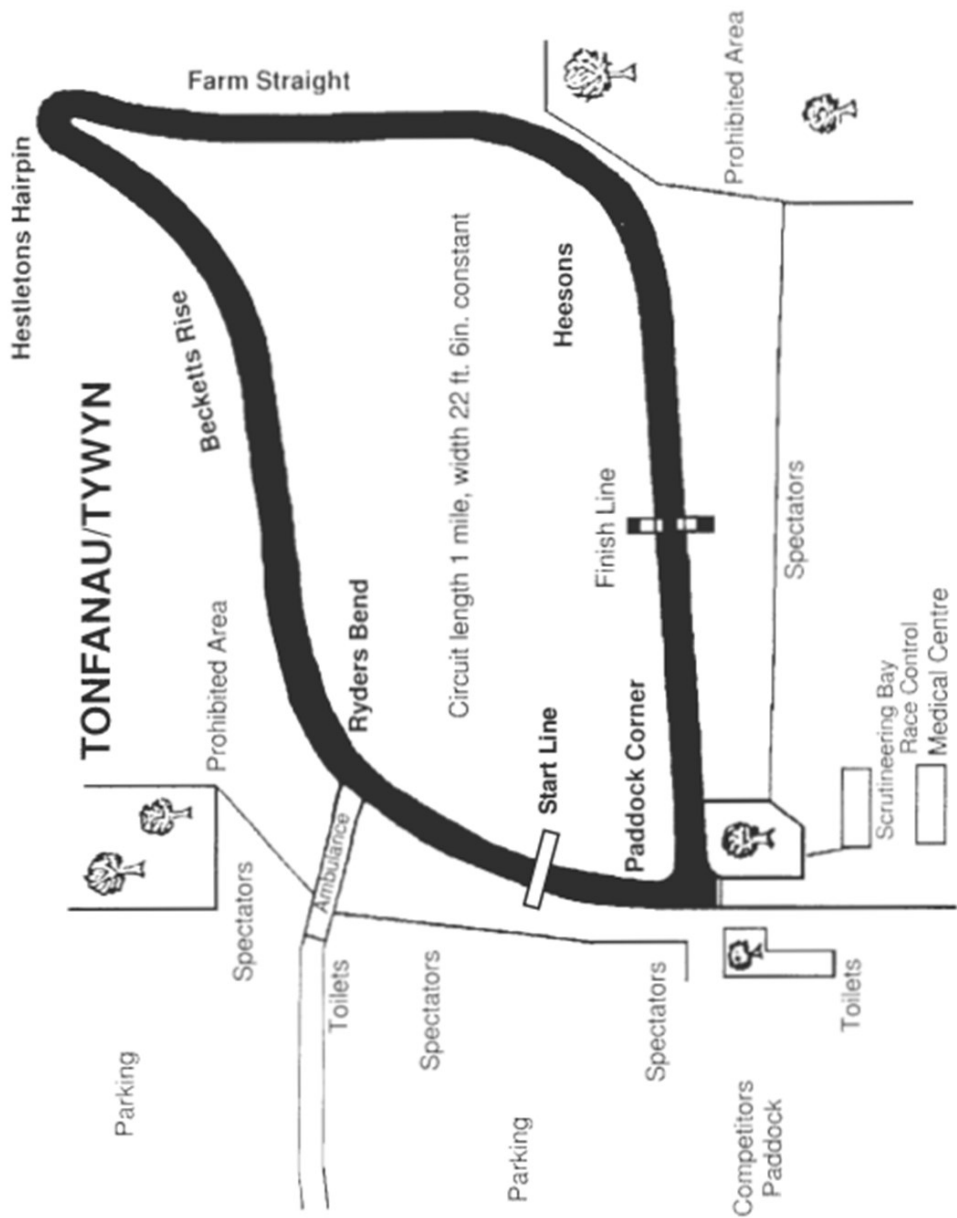 TONFANAU/TYWYN
Hestletons Hairpin
Farm Straight
Becketts Rise
Prohibited Area
Ryders Bend
Circuit length 1 mile, width 22 ft. 6in. constant
Heesons
Prohibited Area
Finish Line
Start Line
Paddock Corner
Spectators
Scrutineering Bay
Race Control
Medical Centre
Ambulance
Spectators
Toilets
Spectators
Spectators
Toilets
Parking
Parking
Competitors
Paddock